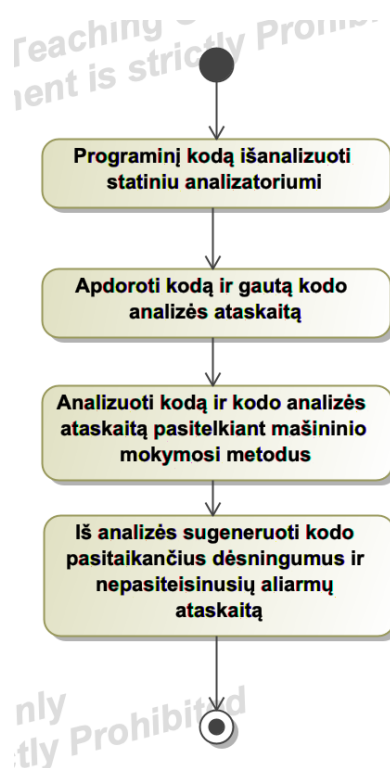 Teaching
Prohib
ment is strictly
Programinį kodą išanalizuoti
statiniu analizatoriumi
Apdoroti kodą ir gautą kodo
analizės ataskaitą
Analizuoti kodą ir kodo analizės
ataskaitą pasitelkiant mašininio
mokymosi metodus
Iš analizės sugeneruoti kodo
pasitaikančius dėsningumus ir
nepasiteisinusių aliarmų
ataskaitą
nly
tly Prohibited